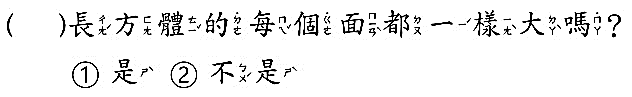 (　)長方體的每個面都一樣大嗎?
① 是 ② 不是